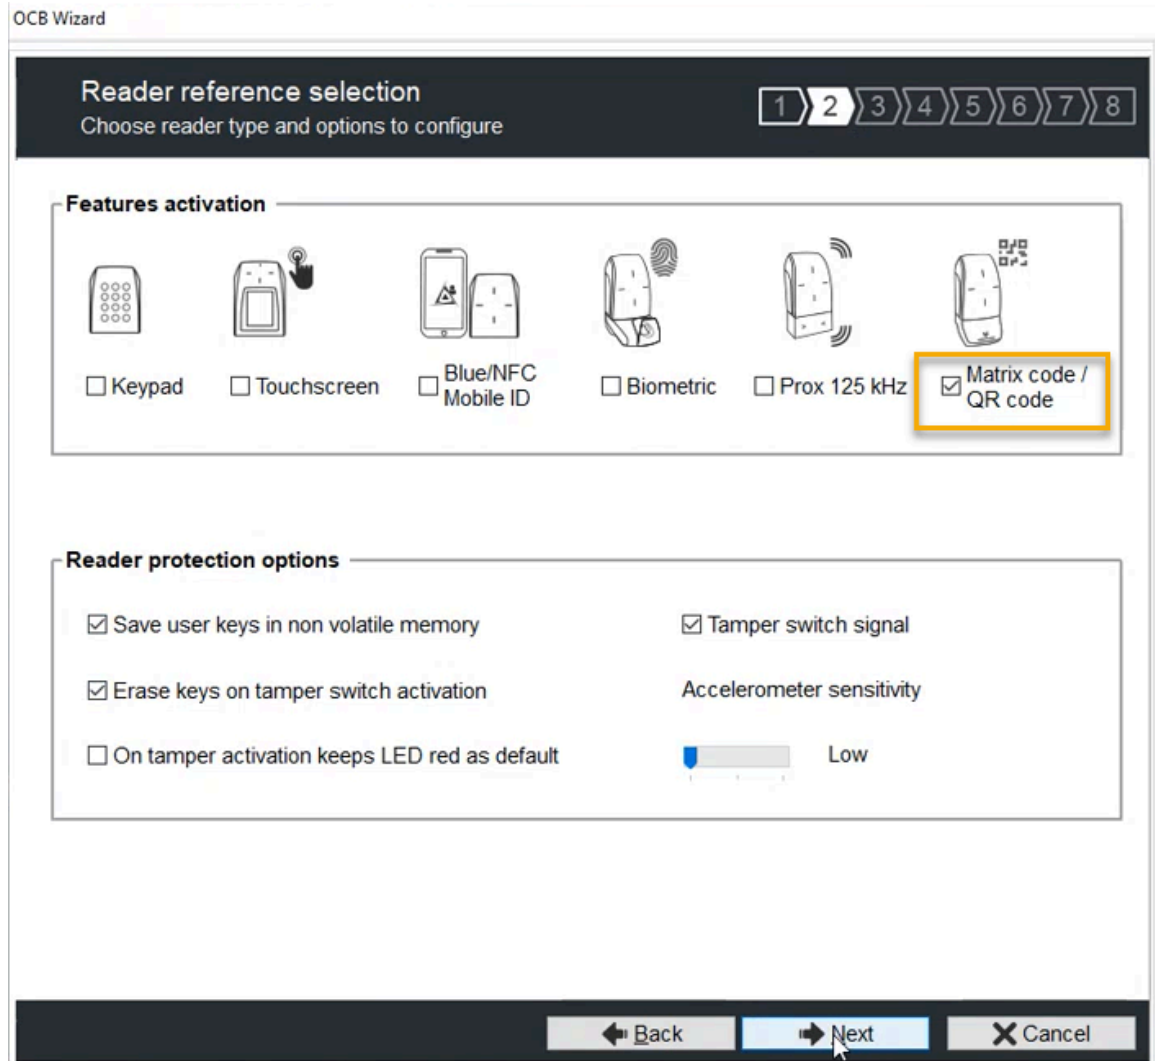 OCB Wizard
Reader reference selection
Choose reader type and options to configure
1 2 3 4 5 6 7 8
Features activation
Keypad
Touchscreen
Blue/NFC
Mobile ID
Biometric
Prox 125 kHz
Matrix code /
QR code
Reader protection options
Save user keys in non volatile memory
Tamper switch signal
Erase keys on tamper switch activation
Accelerometer sensitivity
On tamper activation keeps LED red as default
Low
Back
Next
Cancel